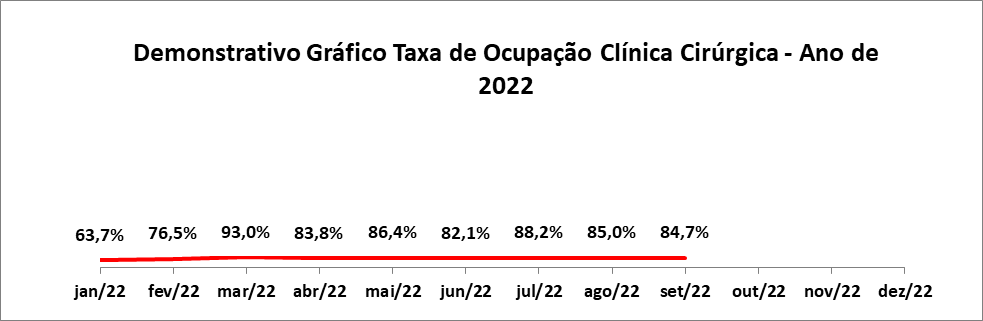 Demonstrativo Gráfico Taxa de Ocupação Clínica Cirúrgica - Ano de
2022
63,7% 76,5% 93,0% 83,8% 86,4% 82,1% 88,2% 85,0% 84,7%
jan/22 fev/22 mar/22 abr/22 mai/22 jun/22 jul/22 ago/22 set/22 out/22 nov/22 dez/22